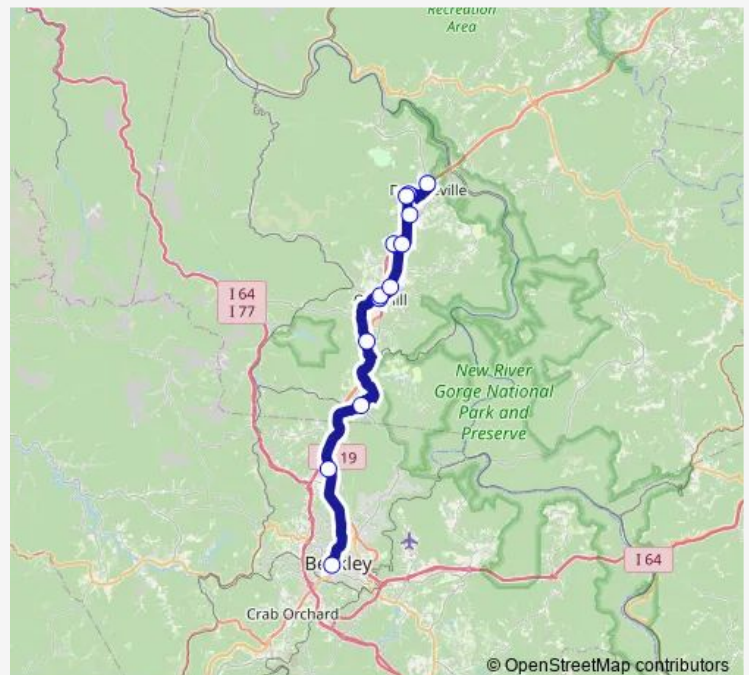 Recreation
Area
I 64
I 77
New River
Gorge National
Park and
Preserve
19
I 64
Crab Orchard
© OpenStreetMap contributors